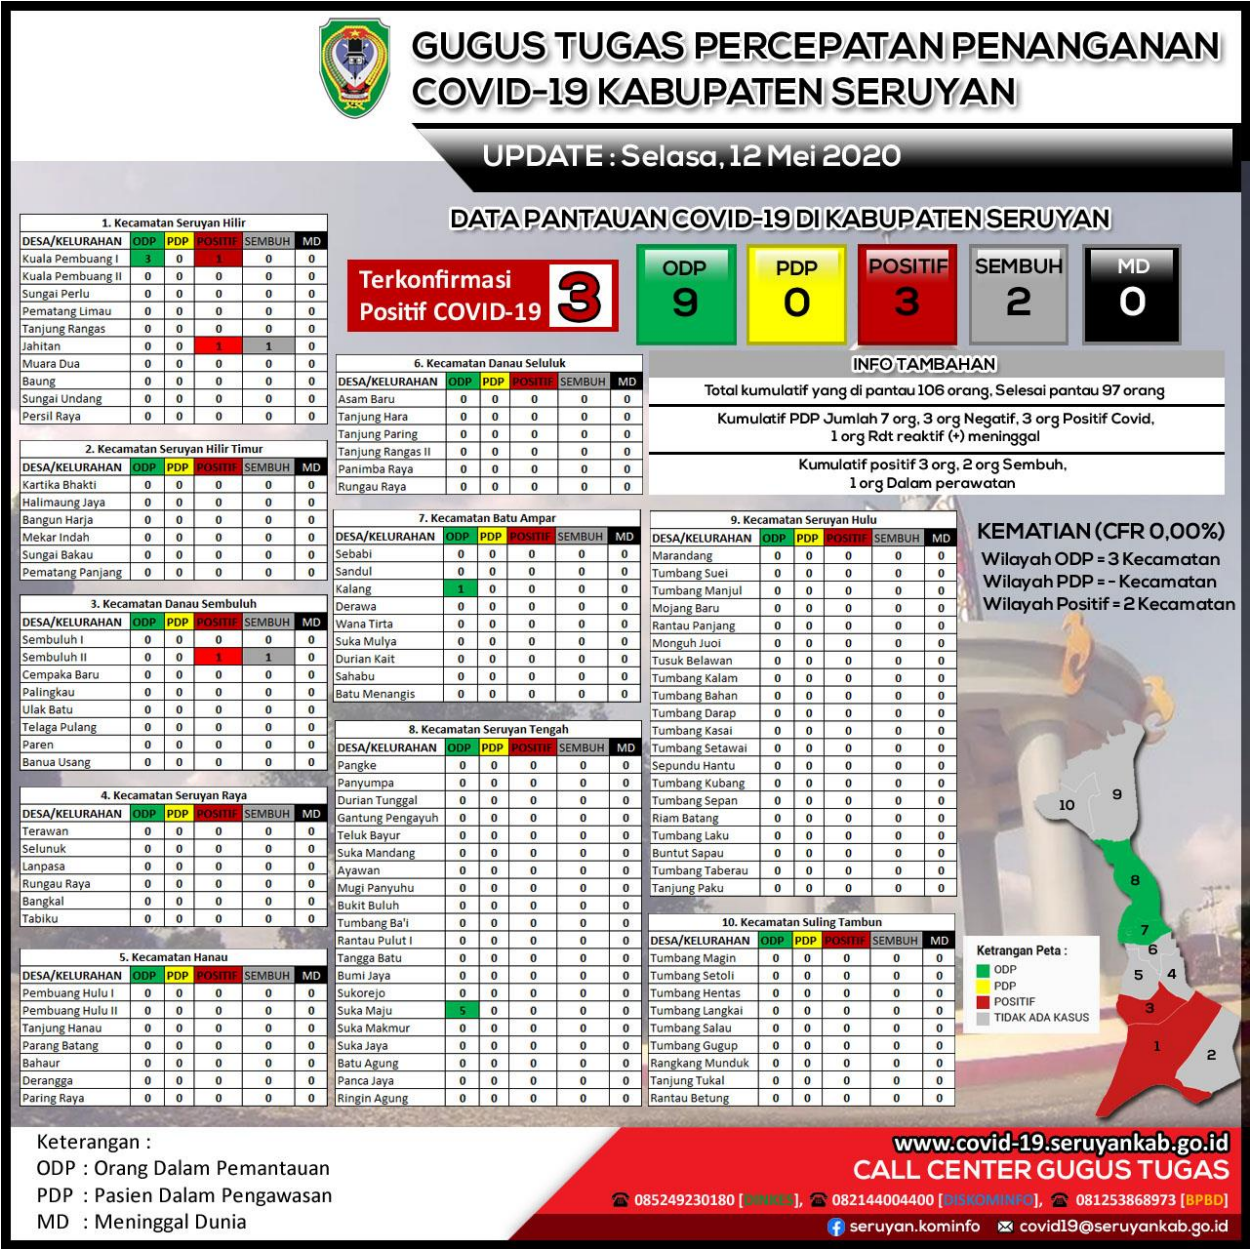 GUGUS TUGAS PERCEPATAN PENANGANAN
COVID-19 KABUPATEN SERUYAN
UPDATE : Selasa, 12 Mei 2020
DATA PANTAUAN COVID-19 DI KABUPATEN SERUYAN
Terkonfirmasi
Positif COVID-19 3
ODP 9
PDP 0
POSITIF 3
SEMBUH 2
MD 0
INFO TAMBAHAN
Total kumulatif yang di pantau 106 orang, Selesai pantau 97 orang
Kumulatif PDP Jumlah 7 org, 3 org Negatif, 3 org Positif Covid,
1 org Rdt reaktif (+) meninggal
Kumulatif positif 3 org, 2 org Sembuh,
1 org Dalam perawatan
1. Kecamatan Seruyan Hilir
DESA/KELURAHAN ODP PDP POSITIF SEMBUH MD
Kuala Pembuang I 3 0 1 0 0
Kuala Pembuang II 0 0 0 0 0
Sungai Perlu 0 0 0 0 0
Pematang Limau 0 0 0 0 0
Tanjung Rangas 0 0 0 0 0
Jahitan 0 0 1 1 0
Muara Dua 0 0 0 0 0
Baung 0 0 0 0 0
Sungai Undang 0 0 0 0 0
Persil Raya 0 0 0 0 0
2. Kecamatan Seruyan Hilir Timur
DESA/KELURAHAN ODP PDP POSITIF SEMBUH MD
Kartika Bhakti 0 0 0 0 0
Halimaung Jaya 0 0 0 0 0
Bangun Harja 0 0 0 0 0
Mekar Indah 0 0 0 0 0
Sungai Bakau 0 0 0 0 0
Pematang Panjang 0 0 0 0 0
3. Kecamatan Danau Sembuluh
DESA/KELURAHAN ODP PDP POSITIF SEMBUH MD
Sembuluh I 0 0 0 0 0
Sembuluh II 0 0 1 1 0
Cempaka Baru 0 0 0 0 0
Palingkau 0 0 0 0 0
Ulak Batu 0 0 0 0 0
Telaga Pulang 0 0 0 0 0
Paren 0 0 0 0 0
Banua Usang 0 0 0 0 0
4. Kecamatan Seruyan Raya
DESA/KELURAHAN ODP PDP POSITIF SEMBUH MD
Terawan 0 0 0 0 0
Selunuk 0 0 0 0 0
Lanpasa 0 0 0 0 0
Rungau Raya 0 0 0 0 0
Bangkal 0 0 0 0 0
Tabiku 0 0 0 0 0
5. Kecamatan Hanau
DESA/KELURAHAN ODP PDP POSITIF SEMBUH MD
Pembuang Hulu I 0 0 0 0 0
Pembuang Hulu II 0 0 0 0 0
Tanjung Hanau 0 0 0 0 0
Parang Batang 0 0 0 0 0
Bahaur 0 0 0 0 0
Derangga 0 0 0 0 0
Paring Raya 0 0 0 0 0
6. Kecamatan Danau Seluluk
DESA/KELURAHAN ODP PDP POSITIF SEMBUH MD
Asam Baru 0 0 0 0 0
Tanjung Hara 0 0 0 0 0
Tanjung Paring 0 0 0 0 0
Tanjung Rangas II 0 0 0 0 0
Panimba Raya 0 0 0 0 0
Rungau Raya 0 0 0 0 0
7. Kecamatan Batu Ampar
DESA/KELURAHAN ODP PDP POSITIF SEMBUH MD
Sebabi 0 0 0 0 0
Sandul 0 0 0 0 0
Kalang 1 0 0 0 0
Derawa 0 0 0 0 0
Wana Tirta 0 0 0 0 0
Suka Mulya 0 0 0 0 0
Durian Kait 0 0 0 0 0
Sahabu 0 0 0 0 0
Batu Menangis 0 0 0 0 0
8. Kecamatan Seruyan Tengah
DESA/KELURAHAN ODP PDP POSITIF SEMBUH MD
Pangke 0 0 0 0 0
Panyumpa 0 0 0 0 0
Durian Tunggal 0 0 0 0 0
Gantung Pengayuh 0 0 0 0 0
Teluk Bayur 0 0 0 0 0
Suka Mandang 0 0 0 0 0
Ayawan 0 0 0 0 0
Mugi Panyuhu 0 0 0 0 0
Bukit Buluh 0 0 0 0 0
Tumbang Ba'i 0 0 0 0 0
Rantau Pulut I 0 0 0 0 0
Tangga Batu 0 0 0 0 0
Bumi Jaya 0 0 0 0 0
Sukorejo 0 0 0 0 0
Suka Maju 5 0 0 0 0
Suka Makmur 0 0 0 0 0
Suka Jaya 0 0 0 0 0
Batu Agung 0 0 0 0 0
Panca Jaya 0 0 0 0 0
Ringin Agung 0 0 0 0 0
9. Kecamatan Seruyan Hulu
DESA/KELURAHAN ODP PDP POSITIF SEMBUH MD
Marandang 0 0 0 0 0
Tumbang Suei 0 0 0 0 0
Tumbang Manjul 0 0 0 0 0
Mojang Baru 0 0 0 0 0
Rantau Panjang 0 0 0 0 0
Monguh Juoi 0 0 0 0 0
Tusuk Belawan 0 0 0 0 0
Tumbang Kalam 0 0 0 0 0
Tumbang Bahan 0 0 0 0 0
Tumbang Darap 0 0 0 0 0
Tumbang Kasai 0 0 0 0 0
Tumbang Setawai 0 0 0 0 0
Sepundu Hantu 0 0 0 0 0
Tumbang Kubang 0 0 0 0 0
Tumbang Sepan 0 0 0 0 0
Riam Batang 0 0 0 0 0
Tumbang Laku 0 0 0 0 0
Buntut Sapau 0 0 0 0 0
Tumbang Taberau 0 0 0 0 0
Tanjung Paku 0 0 0 0 0
10. Kecamatan Suling Tambun
DESA/KELURAHAN ODP PDP POSITIF SEMBUH MD
Tumbang Magin 0 0 0 0 0
Tumbang Setoli 0 0 0 0 0
Tumbang Hentas 0 0 0 0 0
Tumbang Langkai 0 0 0 0 0
Tumbang Salau 0 0 0 0 0
Tumbang Gugup 0 0 0 0 0
Rangkang Munduk 0 0 0 0 0
Tanjung Tukal 0 0 0 0 0
Rantau Betung 0 0 0 0 0
KEMATIAN (CFR 0,00%)
Wilayah ODP = 3 Kecamatan
Wilayah PDP = - Kecamatan
Wilayah Positif = 2 Kecamatan
9
10
8
7
6
5 4
3
1
2
Ketrangan Peta :
ODP
PDP
POSITIF
TIDAK ADA KASUS
Keterangan :
ODP : Orang Dalam Pemantauan
PDP : Pasien Dalam Pengawasan
MD : Meninggal Dunia
www.covid-19.seruyankab.go.id
CALL CENTER GUGUS TUGAS
☎ 085249230180 [DINKES], ☎ 082144004400 [DISKOMINFO], ☎ 081253868973 [BPBD]
seruyan.kominfo ✉ covid19@seruyankab.go.id